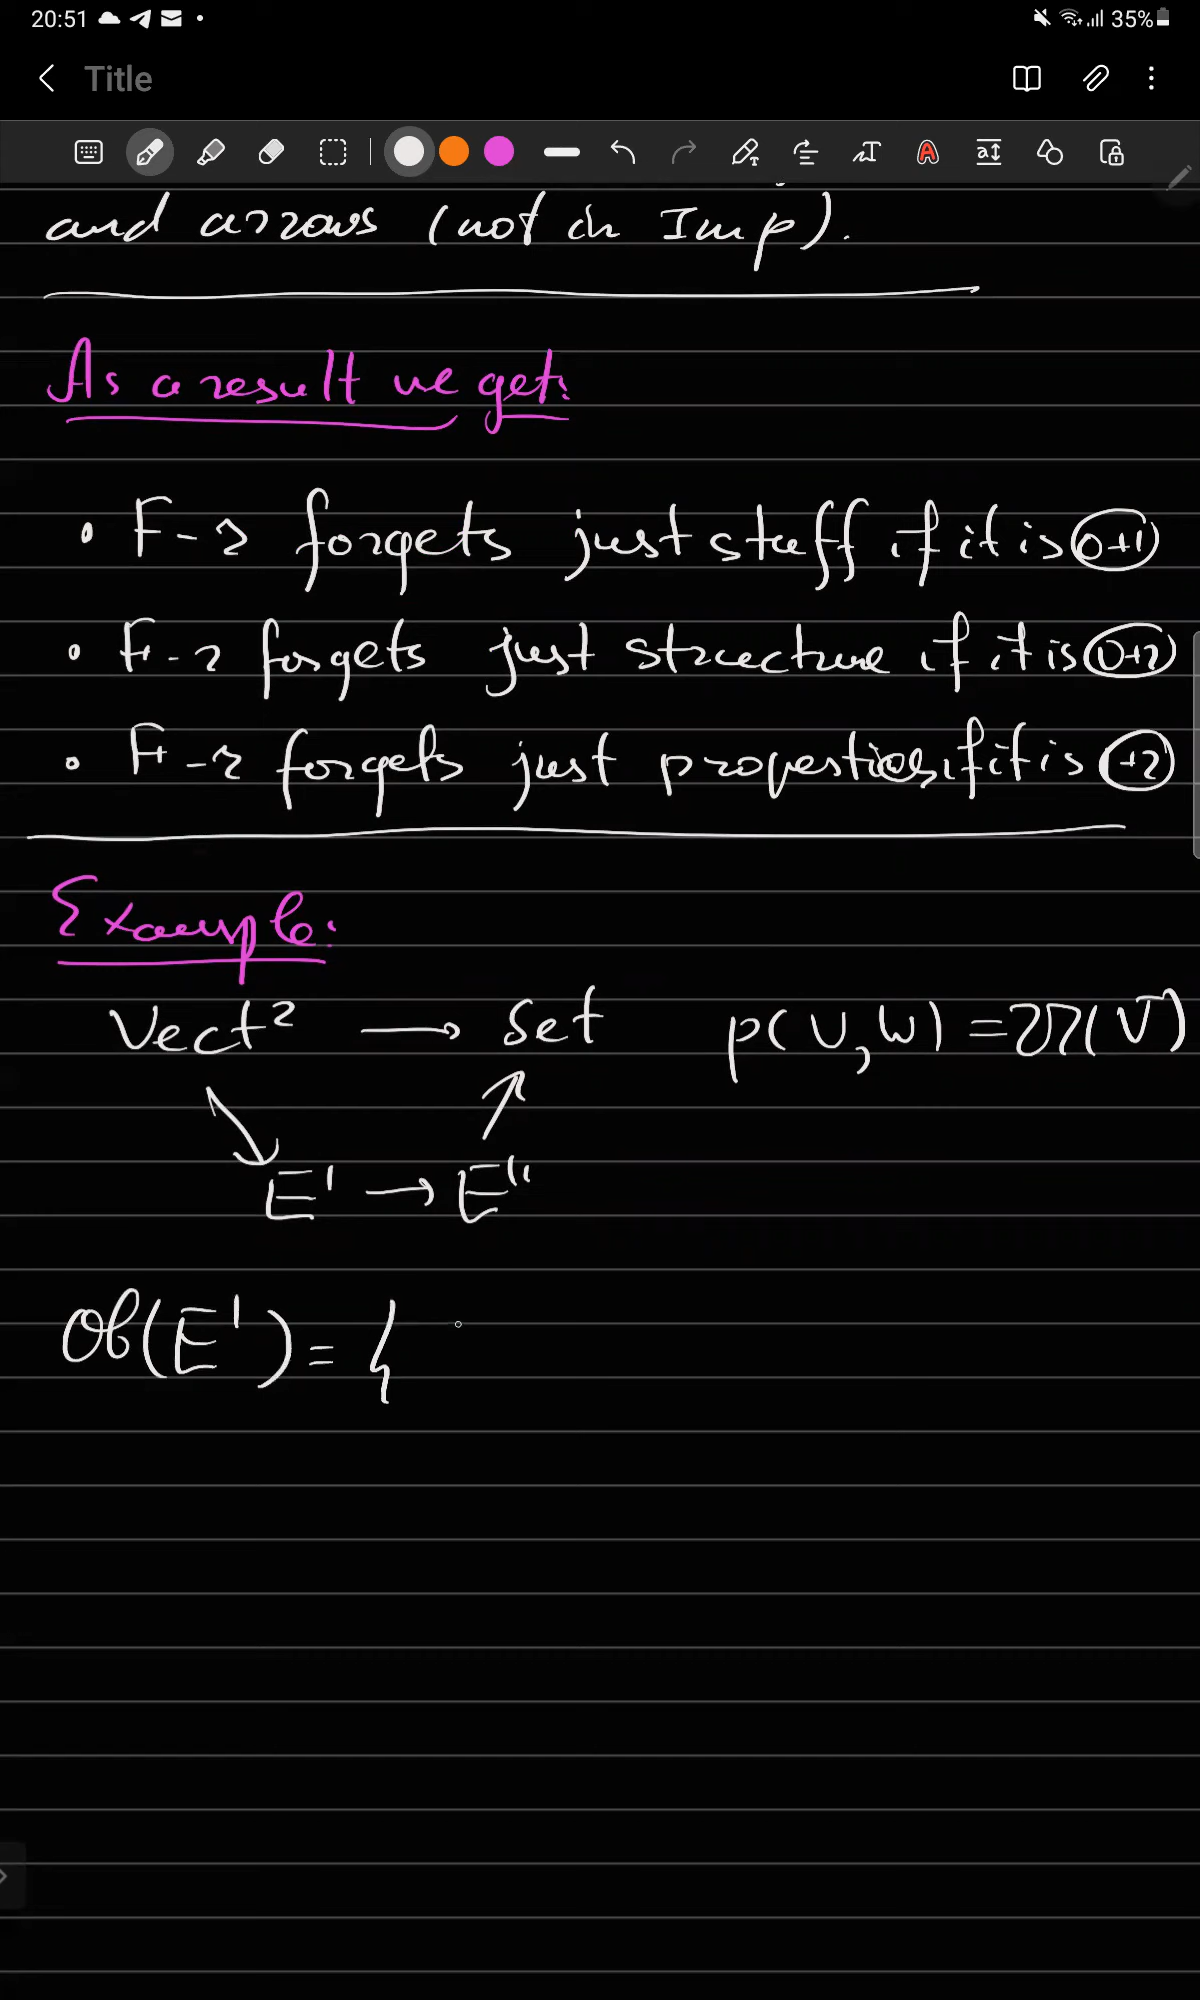 20:51 35%
Title
and arrows (not in Imp).
As a result we get:
• F - forgets just stuff if it is 0+1
• F - forgets just structure if it is 0+2
• F - forgets just properties if it is +2
Example:
Vect² → Set p(V,W) =
E' → E''
Ob(E') = {